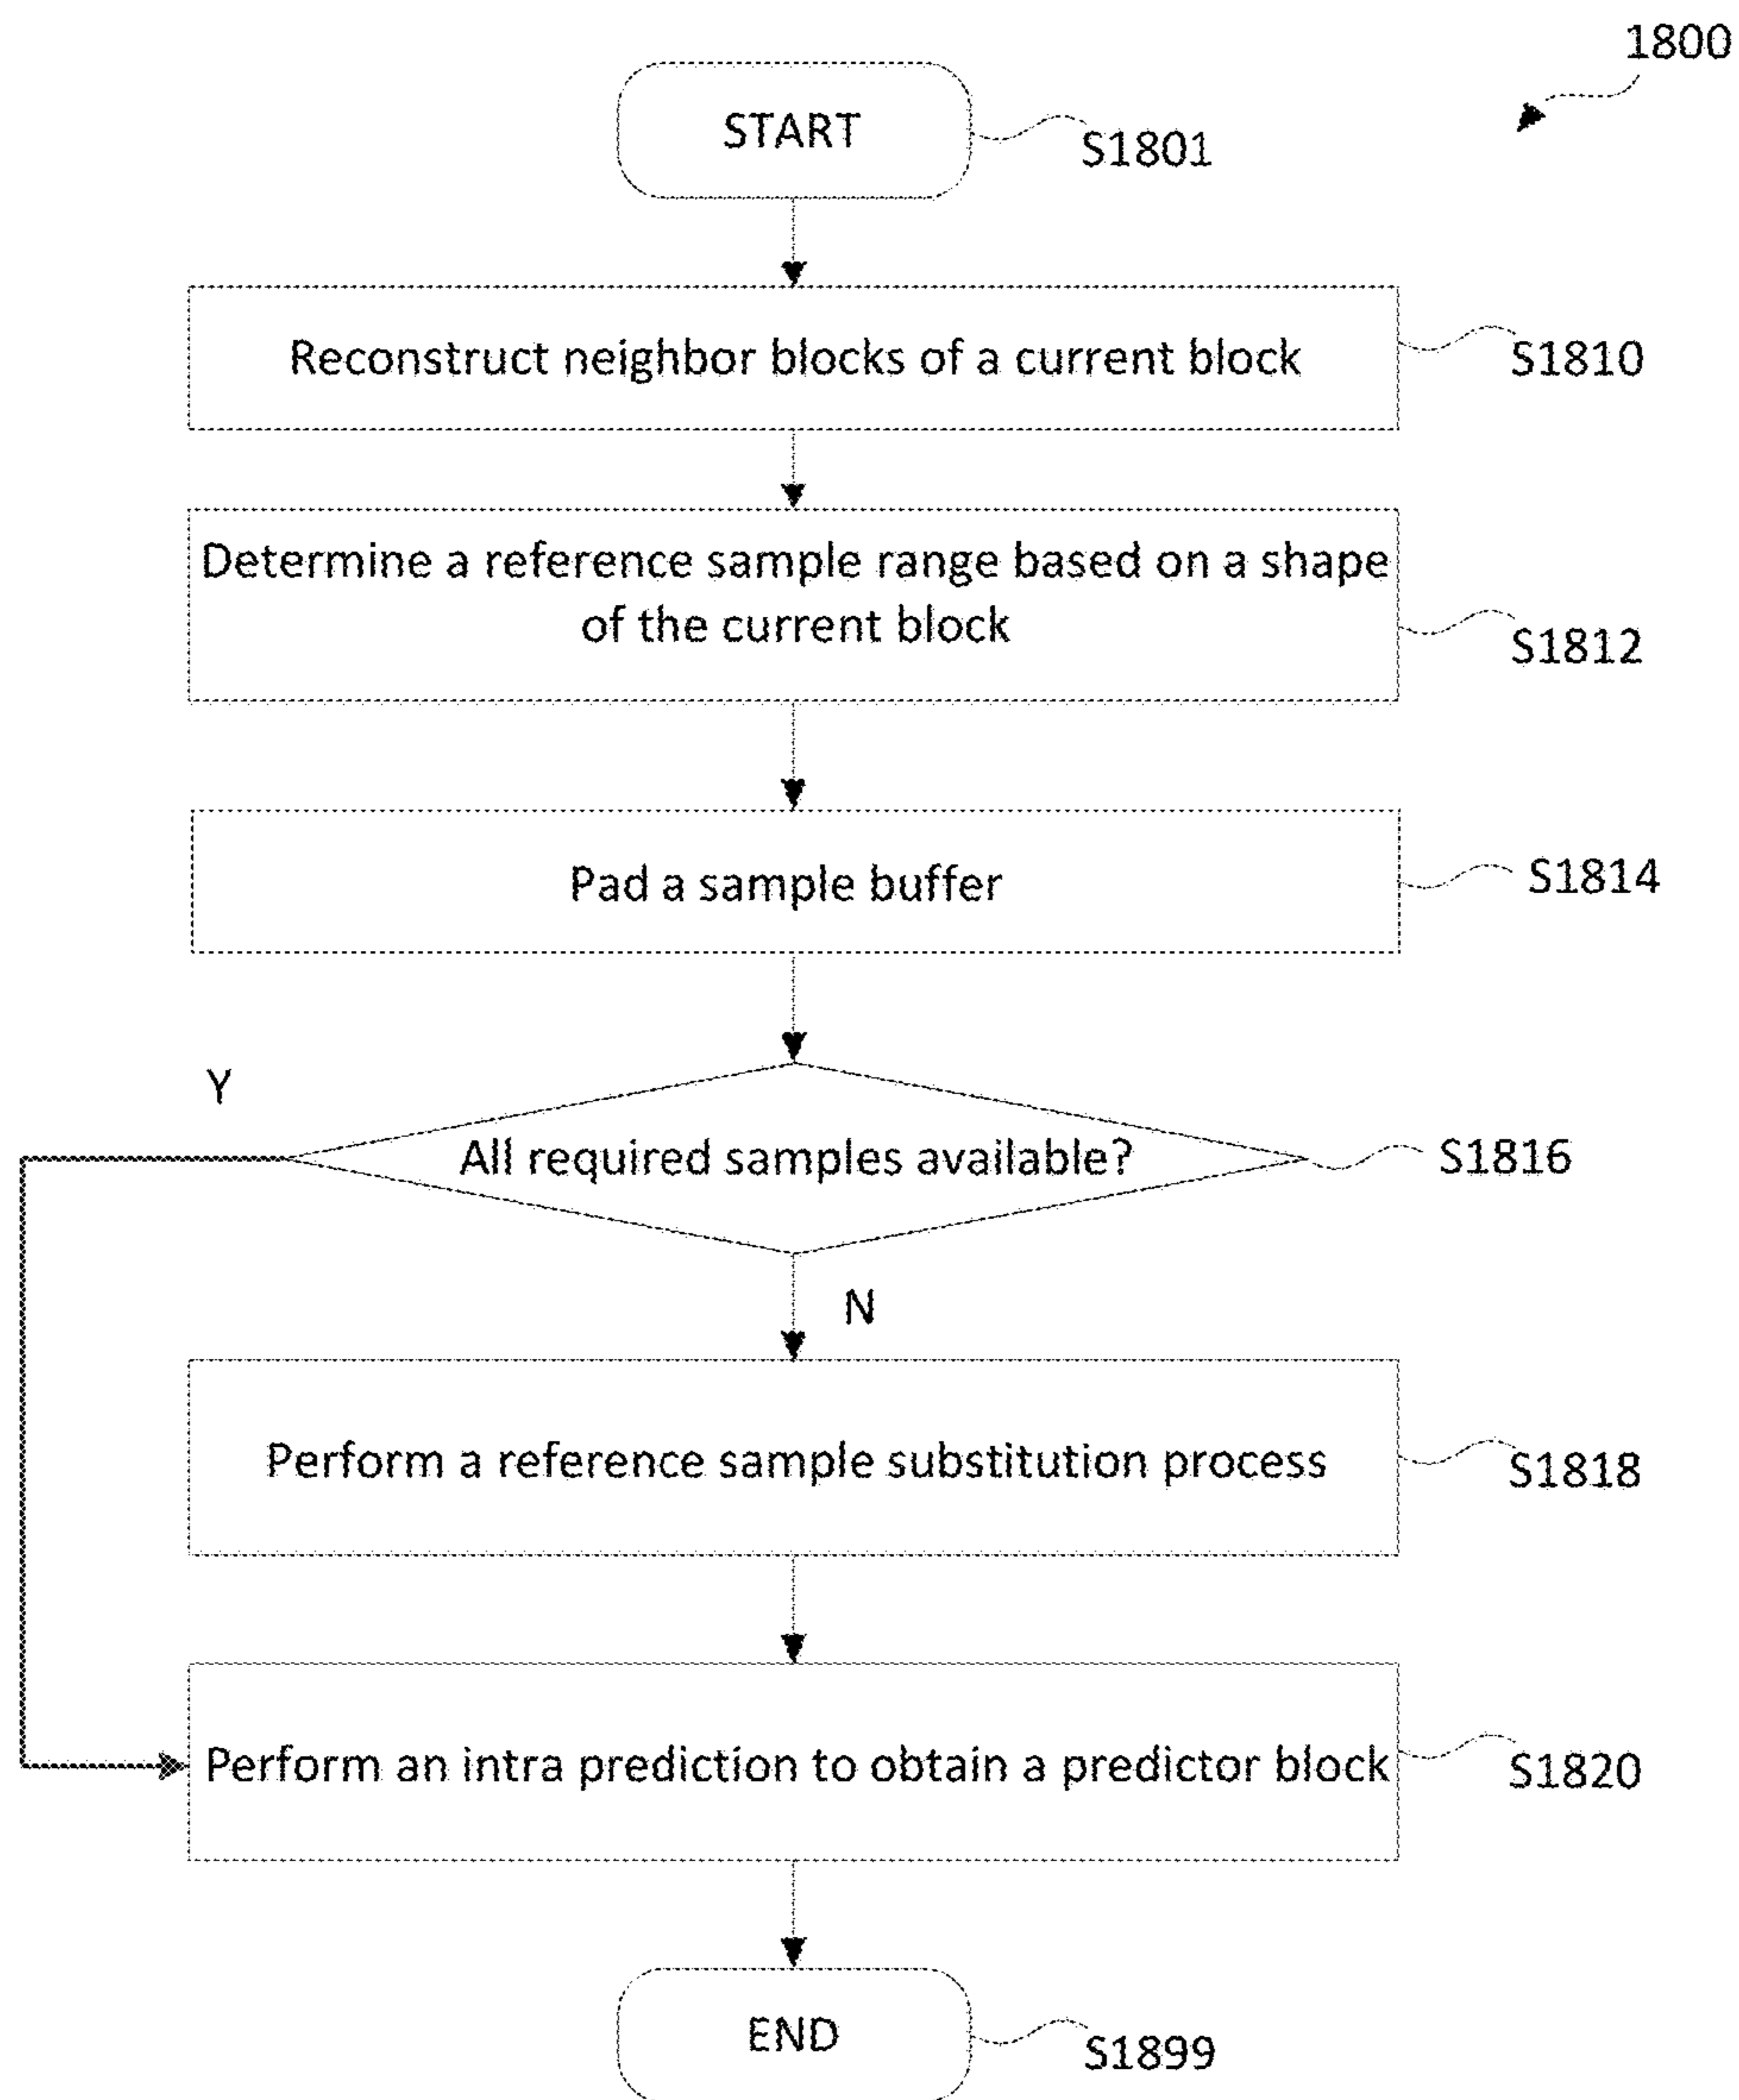 1800
START
S1801
Reconstruct neighbor blocks of a current block
S1810
Determine a reference sample range based on a shape
of the current block
S1812
Pad a sample buffer
S1814
Y
All required samples available?
S1816
N
Perform a reference sample substitution process
S1818
Perform an intra prediction to obtain a predictor block
S1820
END
S1899